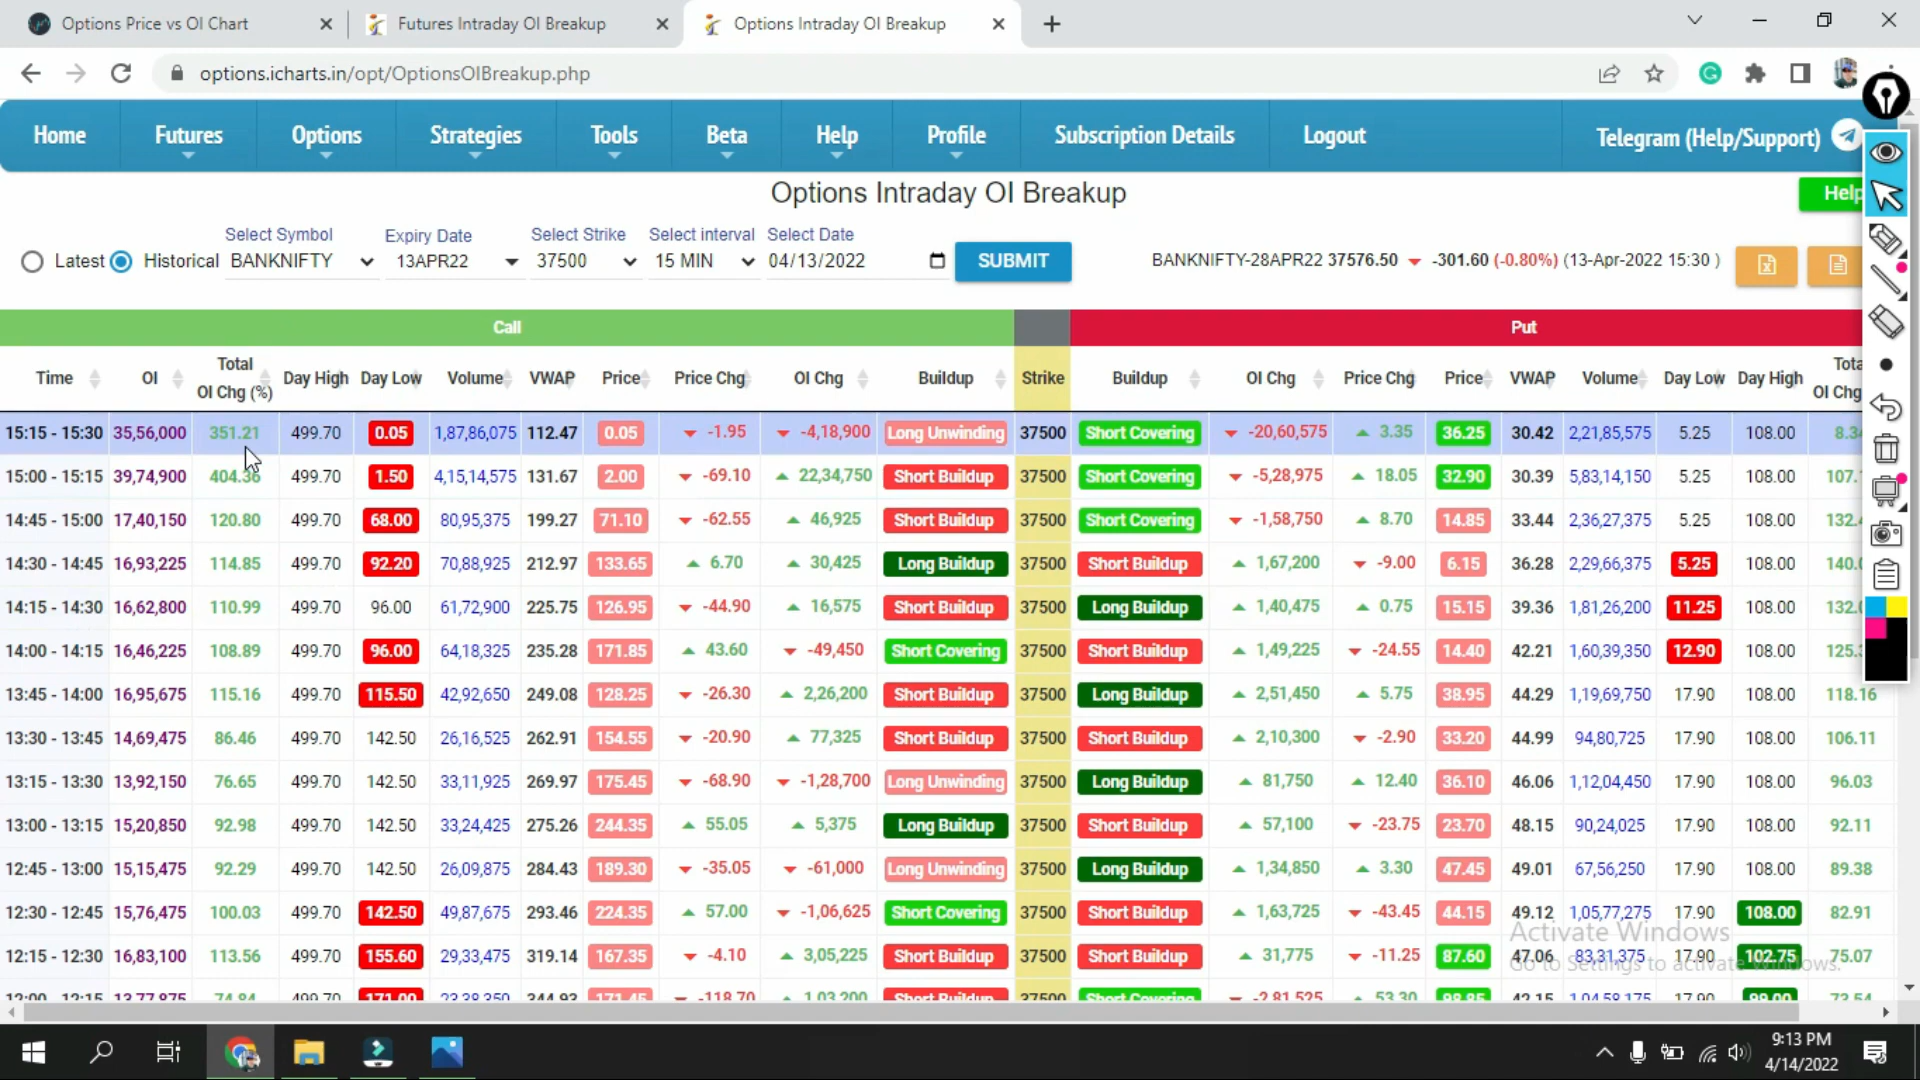 Options Price vs OI Chart
Futures Intraday OI Breakup
Options Intraday OI Breakup
options.icharts.in/opt/OptionsOIBreakup.php
Home Futures Options Strategies Tools Beta Help Profile Subscription Details Logout Telegram (Help/Support)
Options Intraday OI Breakup
Help
Select Symbol Expiry Date Select Strike Select interval Select Date
Latest Historical BANKNIFTY 13APR22 37500 15 MIN 04/13/2022 SUBMIT BANKNIFTY-28APR22 37576.50 -301.60 (-0.80%) (13-Apr-2022 15:30 )
Call Put
Time OI Total OI Chg (%) Day High Day Low Volume VWAP Price Price Chg OI Chg Buildup Strike Buildup OI Chg Price Chg Price VWAP Volume Day Low Day High OI Chg
15:15 - 15:30 35,56,000 351.21 499.70 0.05 1,87,86,075 112.47 0.05 -1.95 -4,18,900 Long Unwinding 37500 Short Covering -20,60,575 3.35 36.25 30.42 2,21,85,575 5.25 108.00
15:00 - 15:15 39,74,900 404.36 499.70 1.50 4,15,14,575 131.67 2.00 -69.10 22,34,750 Short Buildup 37500 Short Covering -5,28,975 18.05 32.90 30.39 5,83,14,150 5.25 108.00
14:45 - 15:00 17,40,150 120.80 499.70 68.00 80,95,375 199.27 71.10 -62.55 46,925 Short Buildup 37500 Short Covering -1,58,750 8.70 14.85 33.44 2,36,27,375 5.25 108.00
14:30 - 14:45 16,93,225 114.85 499.70 92.20 70,88,925 212.97 133.65 6.70 30,425 Long Buildup 37500 Short Buildup 1,67,200 -9.00 6.15 36.28 2,29,66,375 5.25 108.00
14:15 - 14:30 16,62,800 110.99 499.70 96.00 61,72,900 225.75 126.95 -44.90 16,575 Short Buildup 37500 Long Buildup 1,40,475 0.75 15.15 39.36 1,81,26,200 11.25 108.00
14:00 - 14:15 16,46,225 108.89 499.70 96.00 64,18,325 235.28 171.85 43.60 -49,450 Short Covering 37500 Short Buildup 1,49,225 -24.55 14.40 42.21 1,60,39,350 12.90 108.00
13:45 - 14:00 16,95,675 115.16 499.70 115.50 42,92,650 249.08 128.25 -26.30 2,26,200 Short Buildup 37500 Long Buildup 2,51,450 5.75 38.95 44.29 1,19,69,750 17.90 108.00 118.16
13:30 - 13:45 14,69,475 86.46 499.70 142.50 26,16,525 262.91 154.55 -20.90 77,325 Short Buildup 37500 Short Buildup 2,10,300 -2.90 33.20 44.99 94,80,725 17.90 108.00 106.11
13:15 - 13:30 13,92,150 76.65 499.70 142.50 33,11,925 269.97 175.45 -68.90 -1,28,700 Long Unwinding 37500 Long Buildup 81,750 12.40 36.10 46.06 1,12,04,450 17.90 108.00 96.03
13:00 - 13:15 15,20,850 92.98 499.70 142.50 33,24,425 275.26 244.35 55.05 5,375 Long Buildup 37500 Short Buildup 57,100 -23.75 23.70 48.15 90,24,025 17.90 108.00 92.11
12:45 - 13:00 15,15,475 92.29 499.70 142.50 26,09,875 284.43 189.30 -35.05 -61,000 Long Unwinding 37500 Long Buildup 1,34,850 3.30 47.45 49.01 67,56,250 17.90 108.00 89.38
12:30 - 12:45 15,76,475 100.03 499.70 142.50 49,87,675 293.46 224.35 57.00 -1,06,625 Short Covering 37500 Short Buildup 1,63,725 -43.45 44.15 49.12 1,05,77,275 17.90 108.00 82.91
12:15 - 12:30 16,83,100 113.56 499.70 155.60 29,33,475 319.14 167.35 -4.10 3,05,225 Short Buildup 37500 Short Buildup 31,775 -11.25 87.60 47.06 83,31,375 17.90 102.75 75.07
Activate Windows
Go to Settings to activate Windows.
9:13 PM
4/14/2022